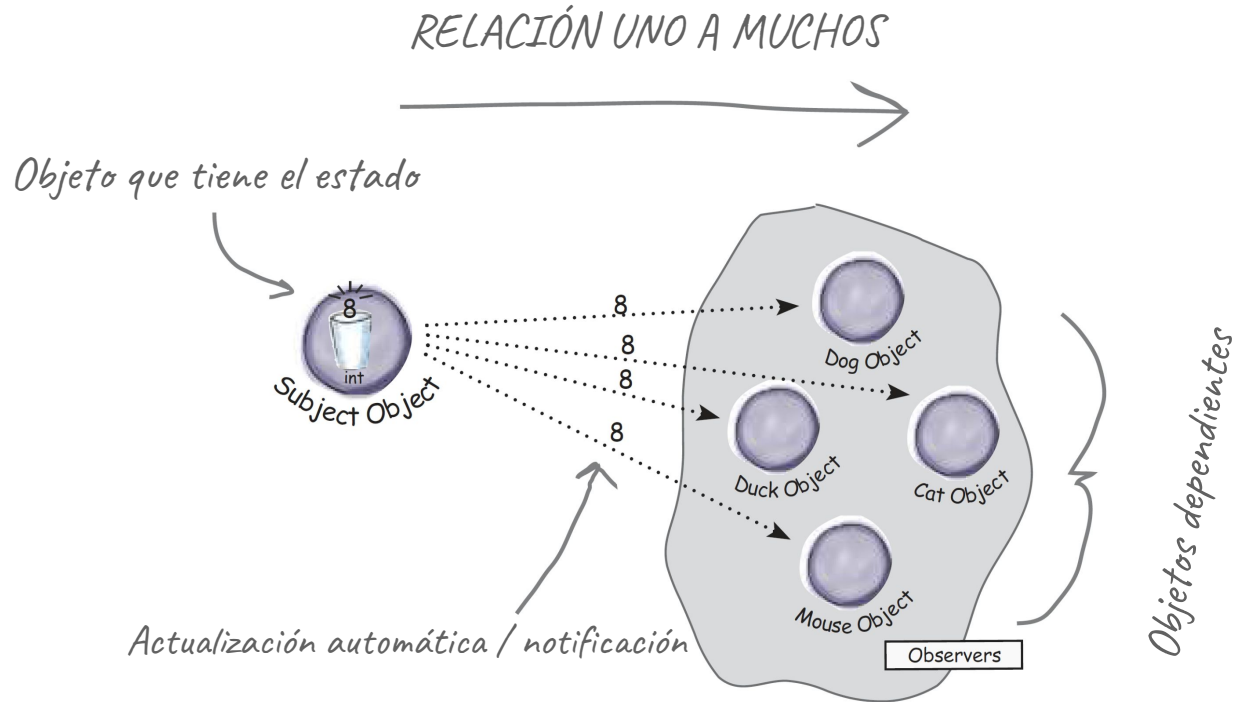 RELACIÓN UNO A MUCHOS
Objeto que tiene el estado
8
int
Subject Object
8
8
8
8
Dog Object
Duck Object
Cat Object
Mouse Object
Observers
Actualización automática / notificación
Objetos dependientes